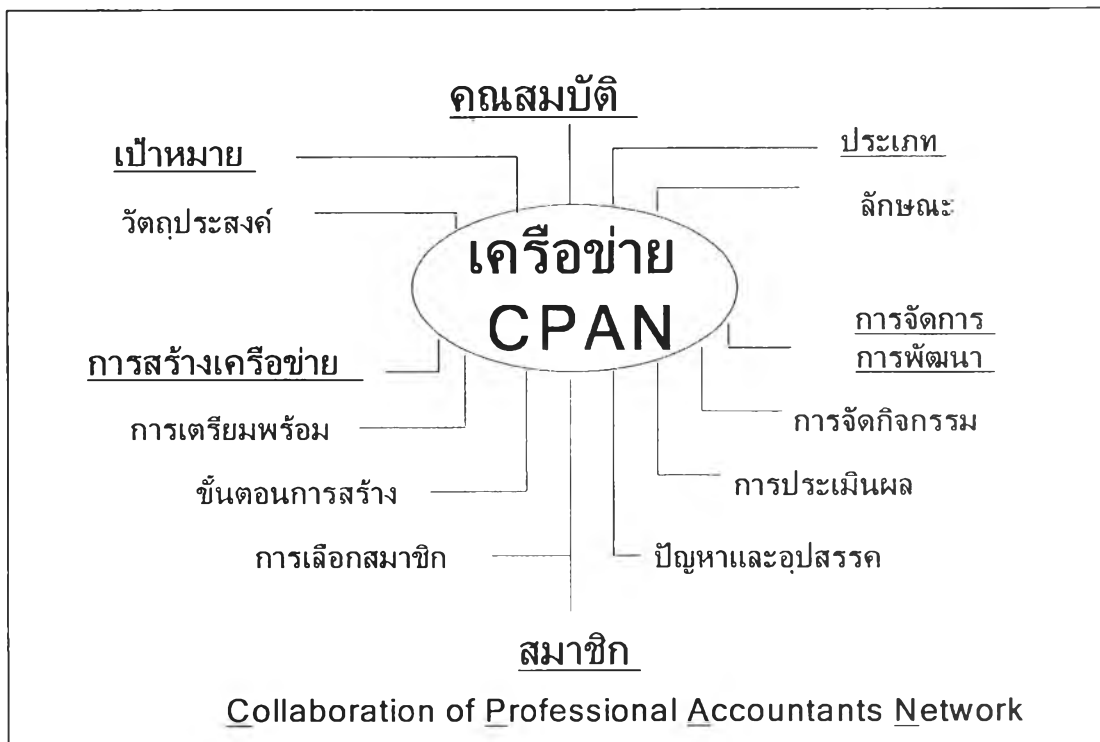 คณสมบัติ
เป้าหมาย
ประเภท
วัตถุประสงค์
ลักษณะ
เครือข่าย
CPAN
การจัดการ
การสร้างเครือข่าย
การพัฒนา
การเตรียมพร้อม
การจัดกิจกรรม
ขั้นตอนการสร้าง
การประเมินผล
การเลือกสมาชิก
ปัญหาและอุปสรรค
สมาชิก
Collaboration of Professional Accountants Network